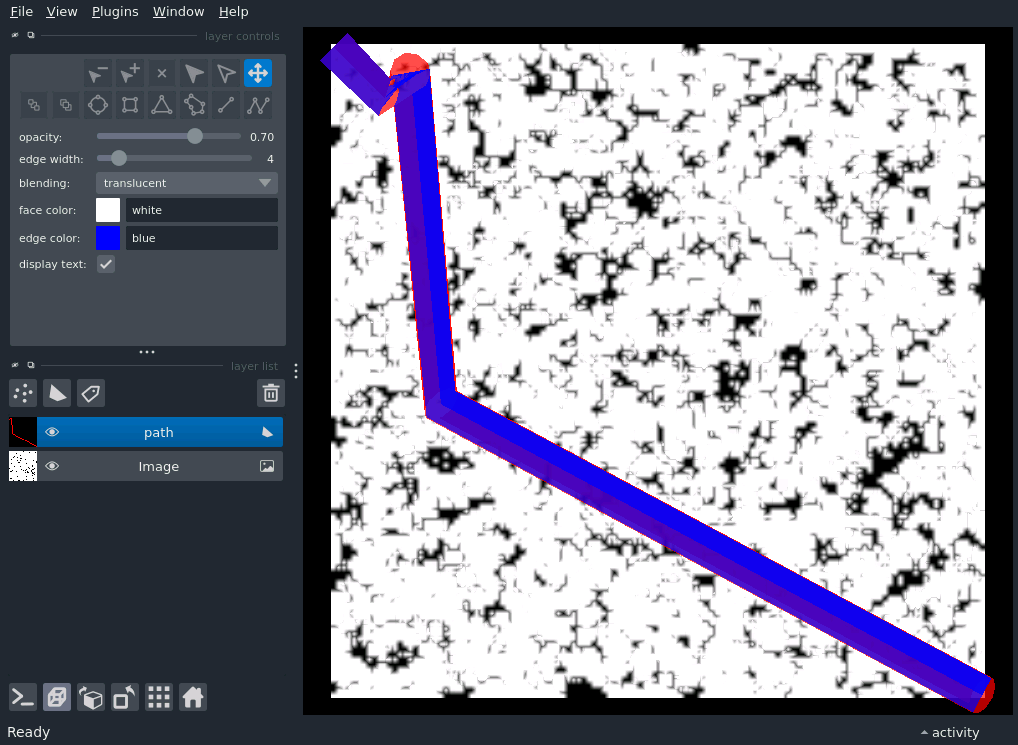 File View Plugins Window Help
layer controls
opacity: 0.70
edge width: 4
blending: translucent
face color: white
edge color: blue
display text:
layer list
path
Image
Ready
activity